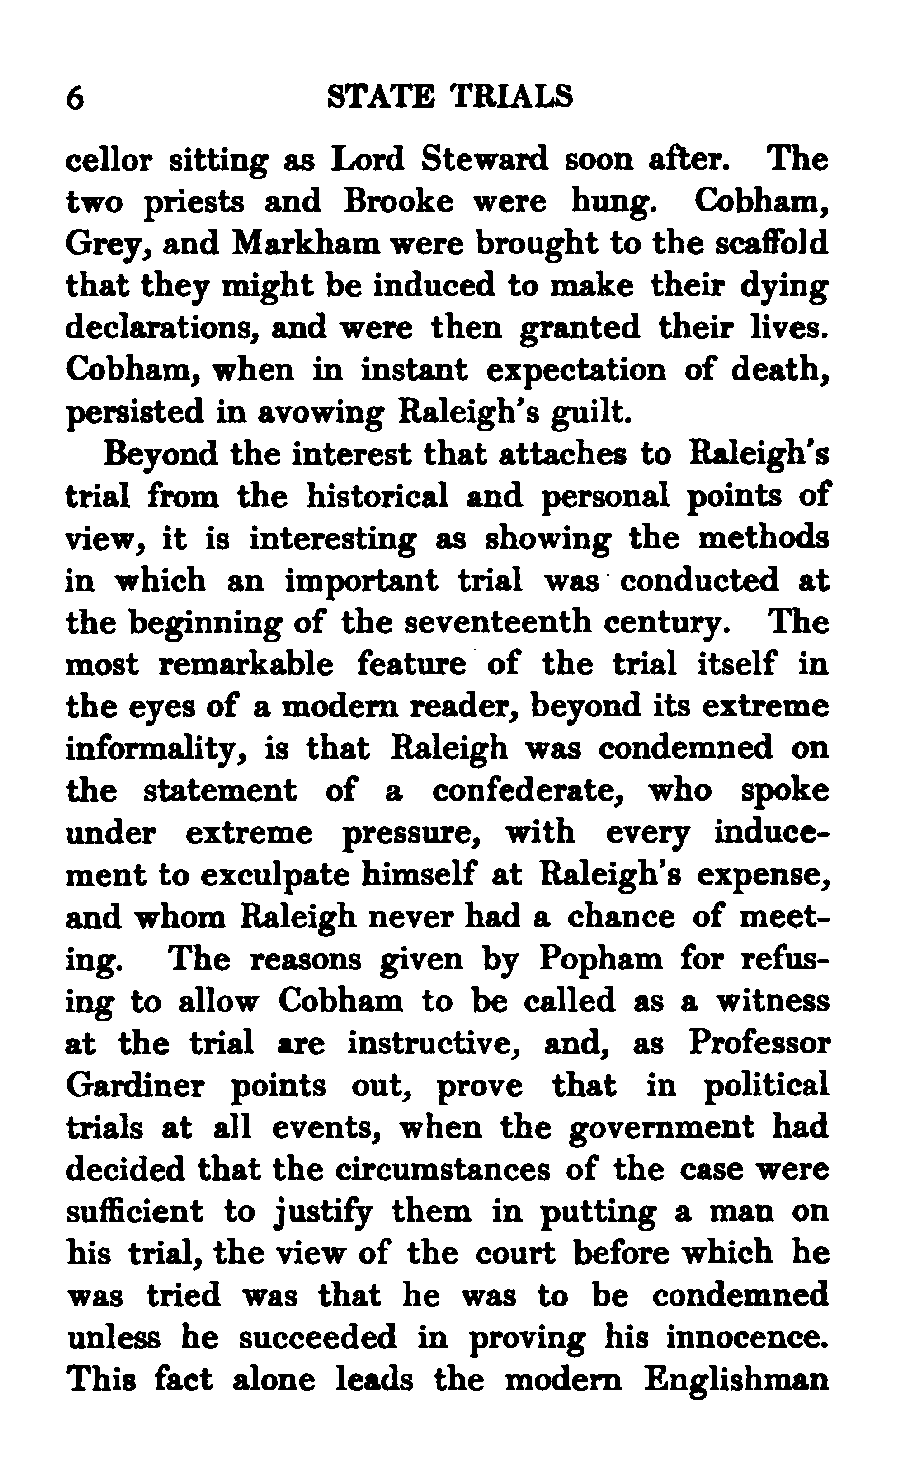 6 STATE TRIALS
cellor sitting as Lord Steward soon after. The
two priests and Brooke were hung. Cobham,
Grey, and Markham were brought to the scaffold
that they might be induced to make their dying
declarations, and were then granted their lives.
Cobham, when in instant expectation of death,
persisted in avowing Raleigh's guilt.
Beyond the interest that attaches to Raleigh's
trial from the historical and personal points of
view, it is interesting as showing the methods
in which an important trial was conducted at
the beginning of the seventeenth century. The
most remarkable feature of the trial itself in
the eyes of a modern reader, beyond its extreme
informality, is that Raleigh was condemned on
the statement of a confederate, who spoke
under extreme pressure, with every induce-
ment to exculpate himself at Raleigh's expense,
and whom Raleigh never had a chance of meet-
ing. The reasons given by Popham for refus-
ing to allow Cobham to be called as a witness
at the trial are instructive, and, as Professor
Gardiner points out, prove that in political
trials at all events, when the government had
decided that the circumstances of the case were
sufficient to justify them in putting a man on
his trial, the view of the court before which he
was tried was that he was to be condemned
unless he succeeded in proving his innocence.
This fact alone leads the modern Englishman